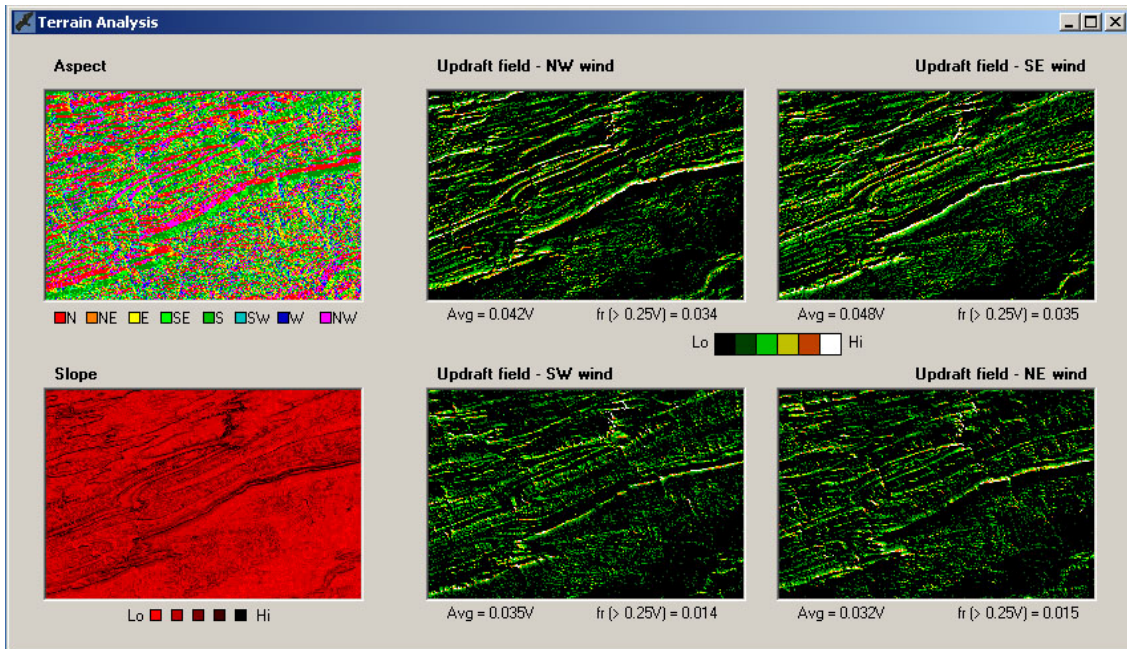 Terrain Analysis
Aspect
Updraft field - NW wind
Updraft field - SE wind
N NE E SE S SW W NW
Avg = 0.042V fr (> 0.25V) = 0.034
Avg = 0.048V fr (> 0.25V) = 0.035
Lo Hi
Slope
Updraft field - SW wind
Updraft field - NE wind
Lo Hi
Avg = 0.035V fr (> 0.25V) = 0.014
Avg = 0.032V fr (> 0.25V) = 0.015